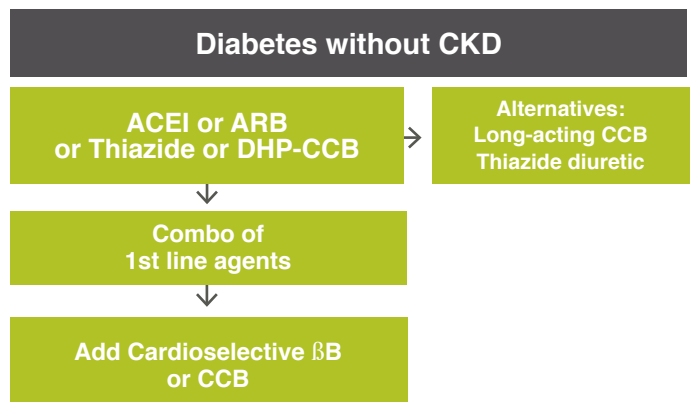 Diabetes without CKD
ACEI or ARB
or Thiazide or DHP-CCB
Alternatives:
Long-acting CCB
Thiazide diuretic
Combo of
1st line agents
Add Cardioselective ßB
or CCB